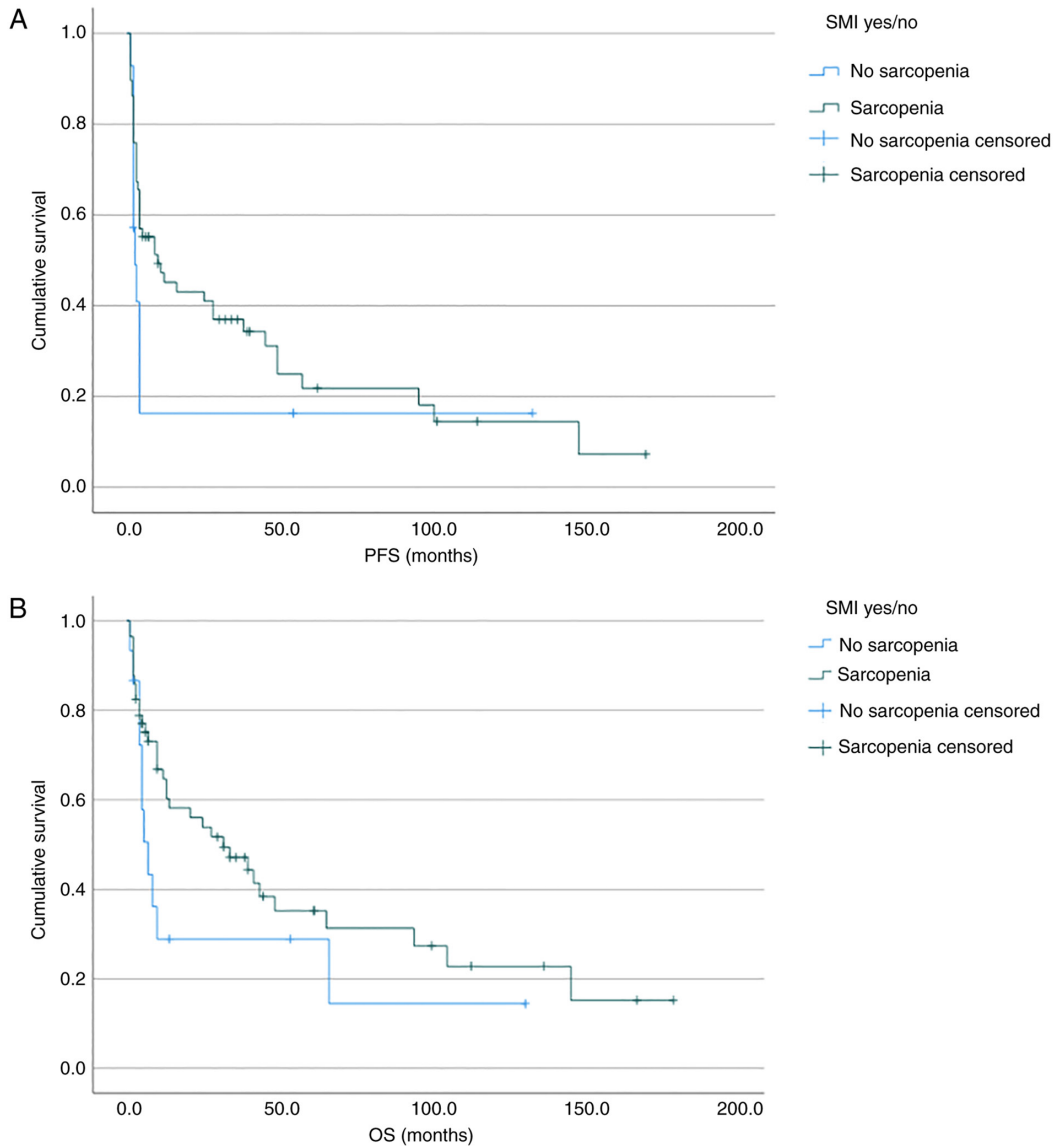 A
SMI yes/no
No sarcopenia
Sarcopenia
No sarcopenia censored
Sarcopenia censored
Cumulative survival
1.0
0.8
0.6
0.4
0.2
0.0
0.0 50.0 100.0 150.0 200.0
PFS (months)
B
SMI yes/no
No sarcopenia
Sarcopenia
No sarcopenia censored
Sarcopenia censored
Cumulative survival
1.0
0.8
0.6
0.4
0.2
0.0
0.0 50.0 100.0 150.0 200.0
OS (months)